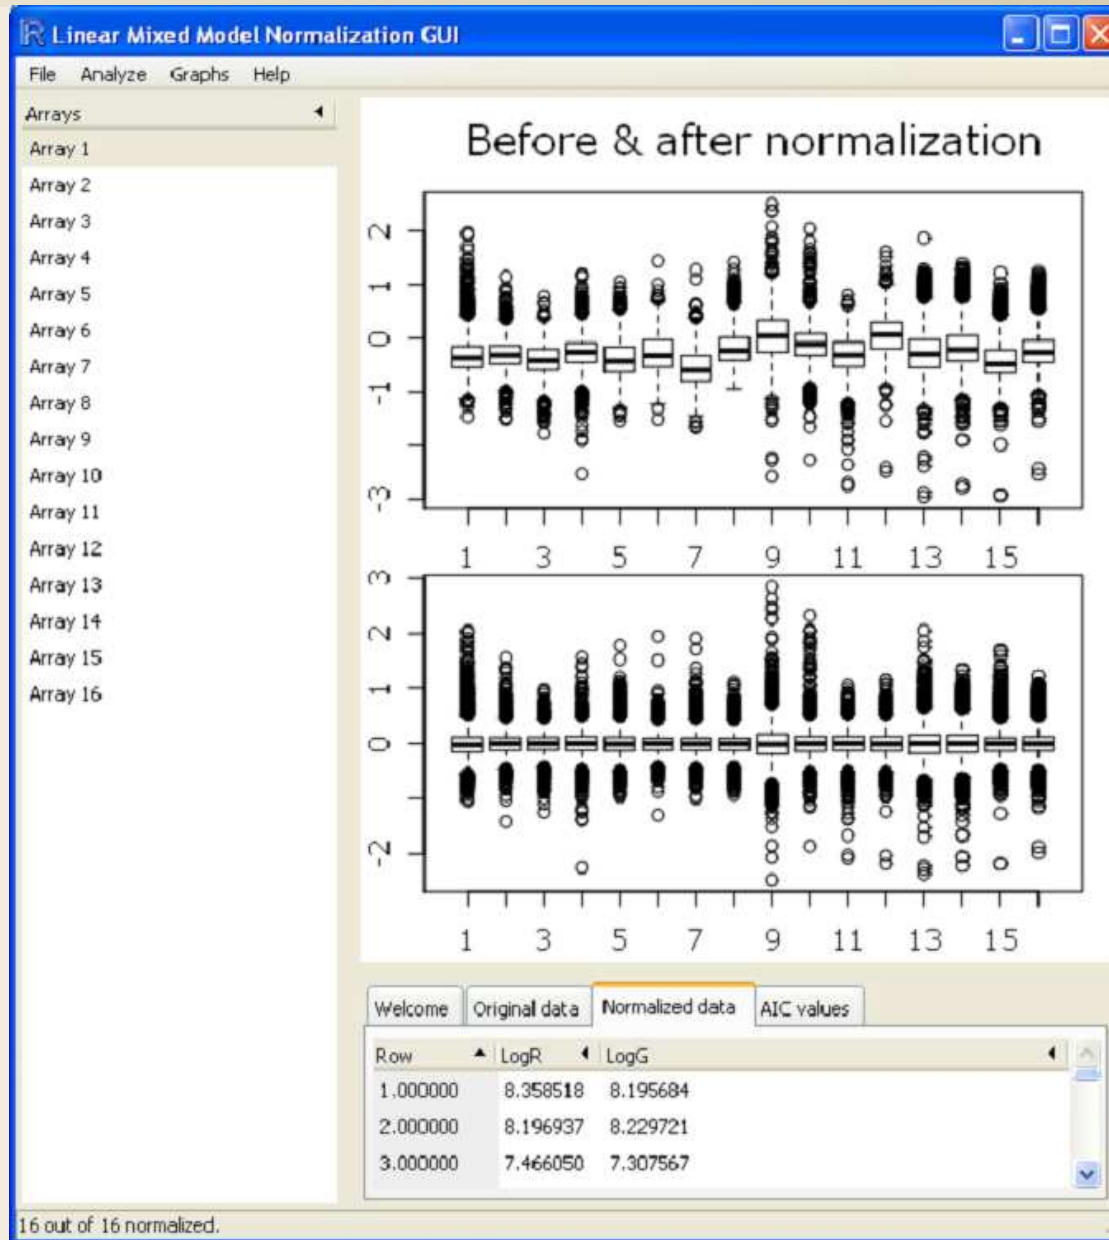 Linear Mixed Model Normalization GUI
File Analyze Graphs Help
Arrays
Array 1
Array 2
Array 3
Array 4
Array 5
Array 6
Array 7
Array 8
Array 9
Array 10
Array 11
Array 12
Array 13
Array 14
Array 15
Array 16
Before & after normalization
2
1
0
-1
-3
1 3 5 7 9 11 13 15
3
2
1
0
-2
1 3 5 7 9 11 13 15
Welcome Original data Normalized data AIC values
Row LogR LogG
1.000000 8.358518 8.195684
2.000000 8.196937 8.229721
3.000000 7.466050 7.307567
16 out of 16 normalized.